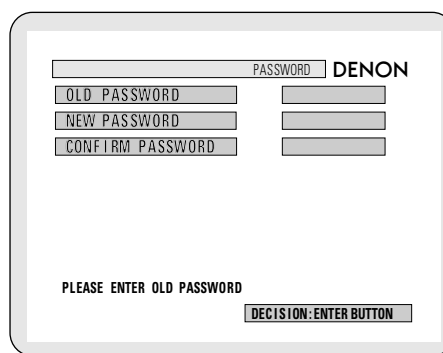 PASSWORD DENON
OLD PASSWORD
NEW PASSWORD
CONFIRM PASSWORD
PLEASE ENTER OLD PASSWORD
DECISION:ENTER BUTTON